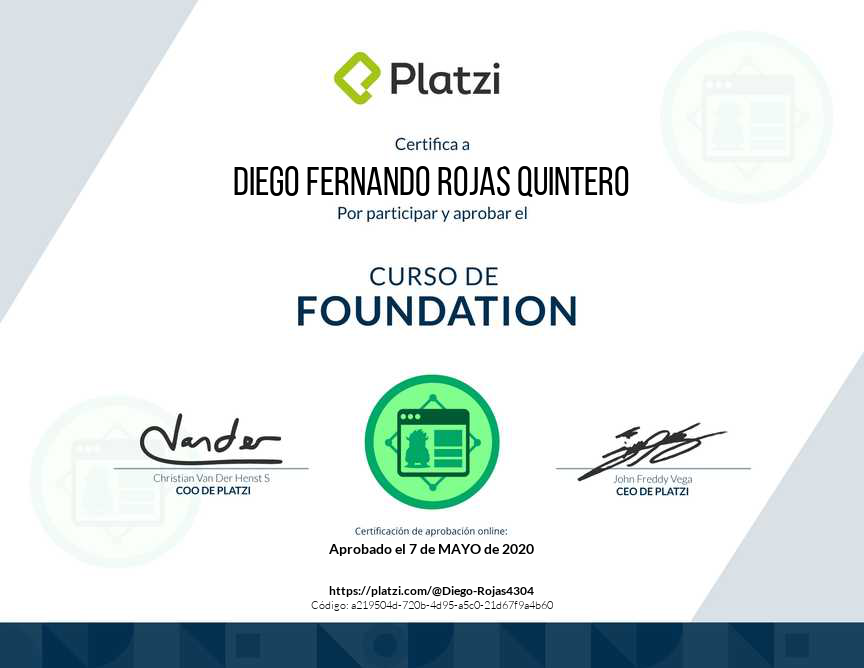 Platzi
Certifica a
DIEGO FERNANDO ROJAS QUINTERO
Por participar y aprobar el
CURSO DE
FOUNDATION
Vander
Christian Van Der Henst S
COO DE PLATZI
John Freddy Vega
CEO DE PLATZI
Certificación de aprobación online:
Aprobado el 7 de MAYO de 2020
https://platzi.com/@Diego-Rojas4304
Código: a219504d-720b-4d95-a5c0-21d67f9a4b60